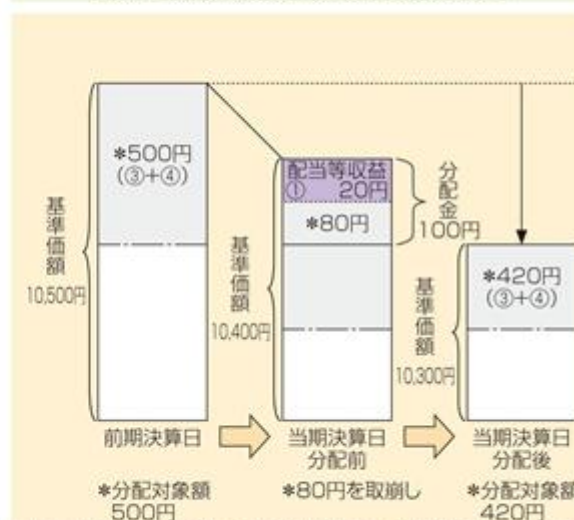 *500円
(③+④)
基準価額
10,500円
配当等収益
① 20円
*80円
分配金
100円
基準価額
10,400円
*420円
(③+④)
基準価額
10,300円
前期決算日
当期決算日
分配前
当期決算日
分配後
*分配対象額
500円
*80円を取崩し
*分配対象額
420円